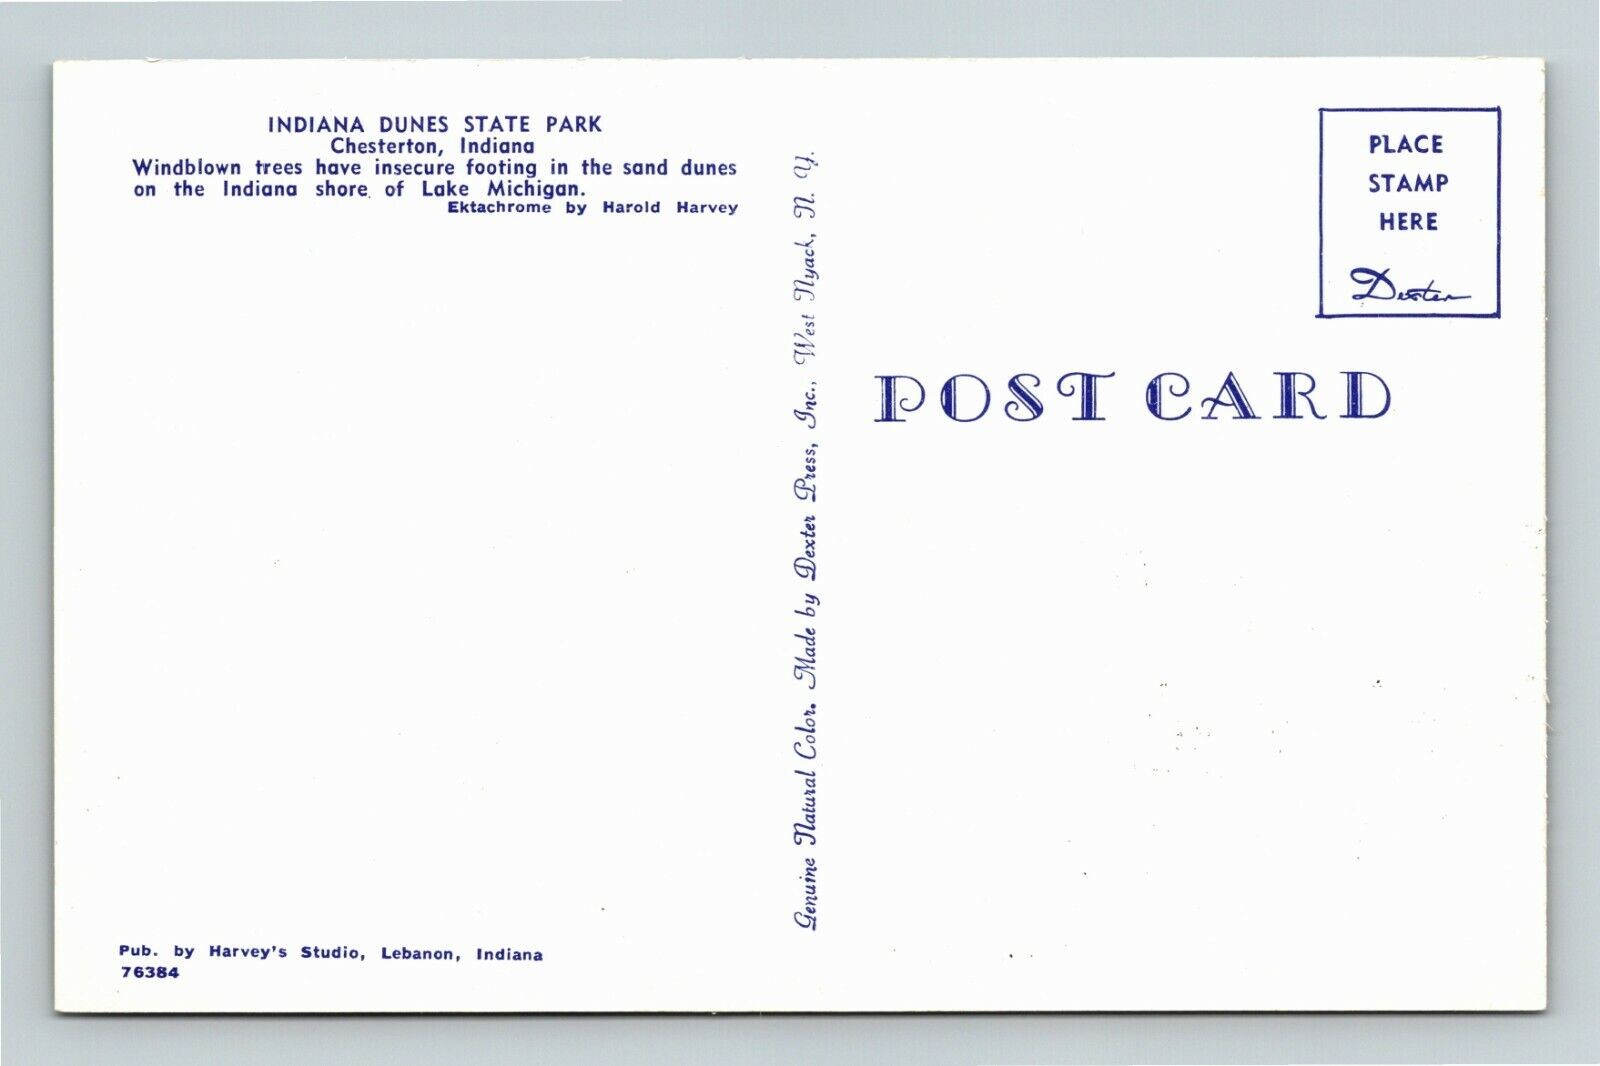 INDIANA DUNES STATE PARK
Chesterton, Indiana
Windblown trees have insecure footing in the sand dunes
on the Indiana shore of Lake Michigan.
Ektachrome by Harold Harvey
Pub. by Harvey's Studio, Lebanon, Indiana
76384
Genuine Natural Color. Made by Dexter Press, Inc., West Nyack, N. Y.
PLACE
STAMP
HERE
Dexter
POST CARD